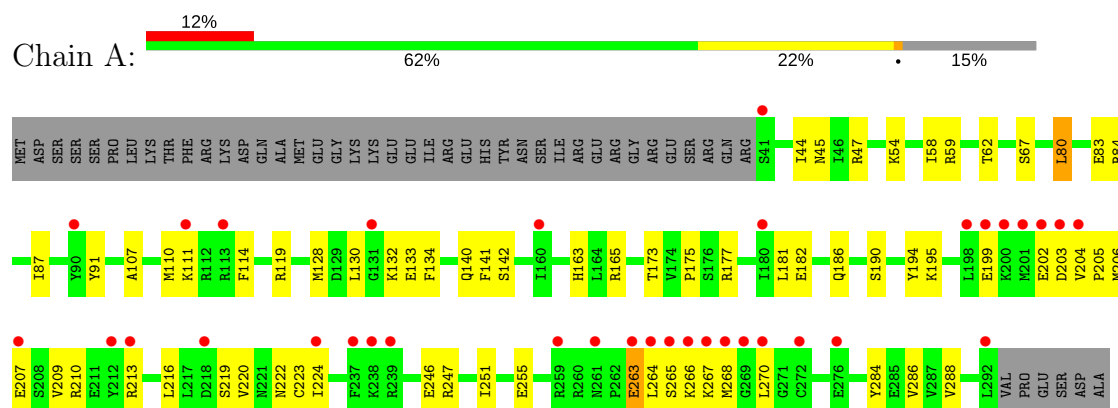 12%
Chain A:
62% 22% • 15%
MET ASP SER SER SER PRO LEU LYS THR PHE ARG LYS ASP GLN ALA MET GLU GLY LYS LYS GLU GLU ILE ARG GLU HIS TYR ASN SER ILE ARG GLU ARG GLY ARG GLU SER ARG GLN ARG S41 I44 N45 I46 R47 K54 I58 R59 T62 S67 L80 E83 R84
I87 Y90 Y91 A107 M110 K111 R112 R113 F114 R119 M128 D129 L130 G131 K132 E133 F134 Q140 F141 S142 I160 H163 L164 R165 T173 V174 P175 S176 R177 I180 L181 E182 Q186 S190 Y194 K195 L198 E199 K200 M201 E202 D203 V204 P205 M206
E207 S208 V209 R210 E211 Y212 R213 L216 L217 D218 S219 V220 N221 N222 C223 I224 F237 K238 R239 E246 R247 I251 E255 R259 R260 N261 P262 E263 L264 S265 K266 K267 M268 G269 L270 G271 C272 E276 Y284 E285 V286 V287 V288 L292 VAL PRO GLU SER ASP ALA